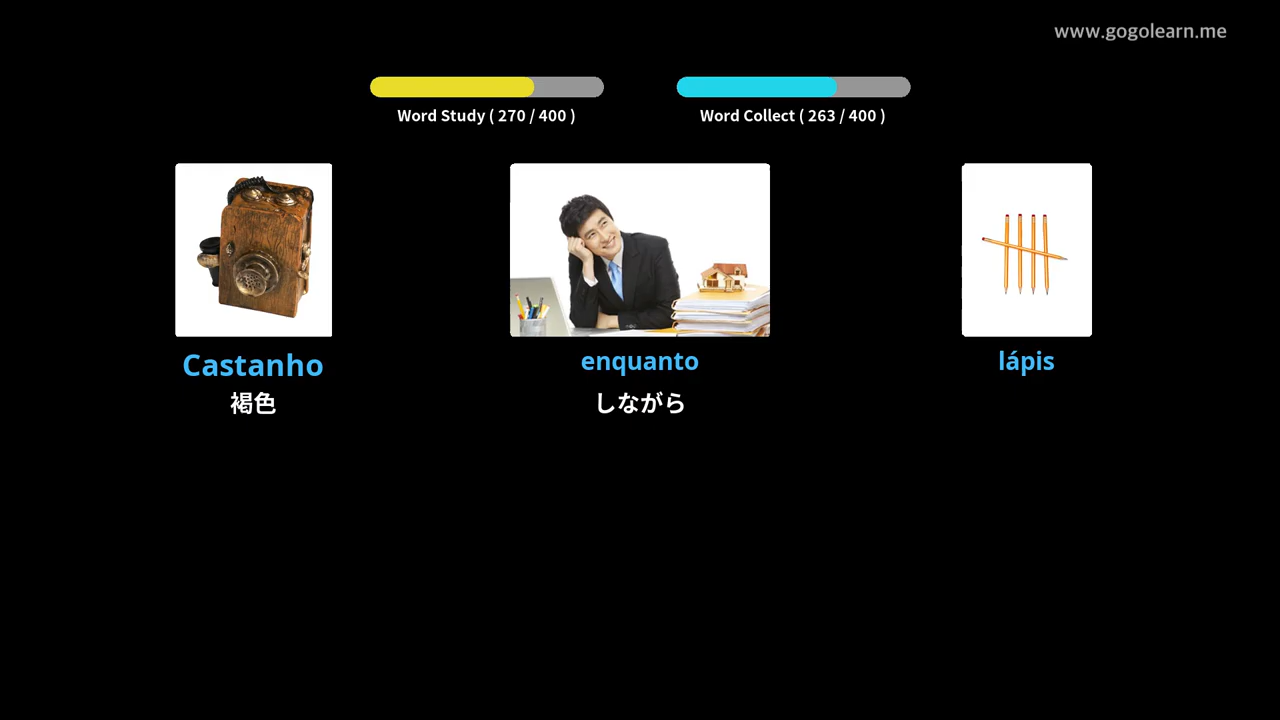 www.gogolearn.me
Word Study ( 270 / 400 )
Word Collect ( 263 / 400 )
Castanho
褐色
enquanto
しながら
lápis